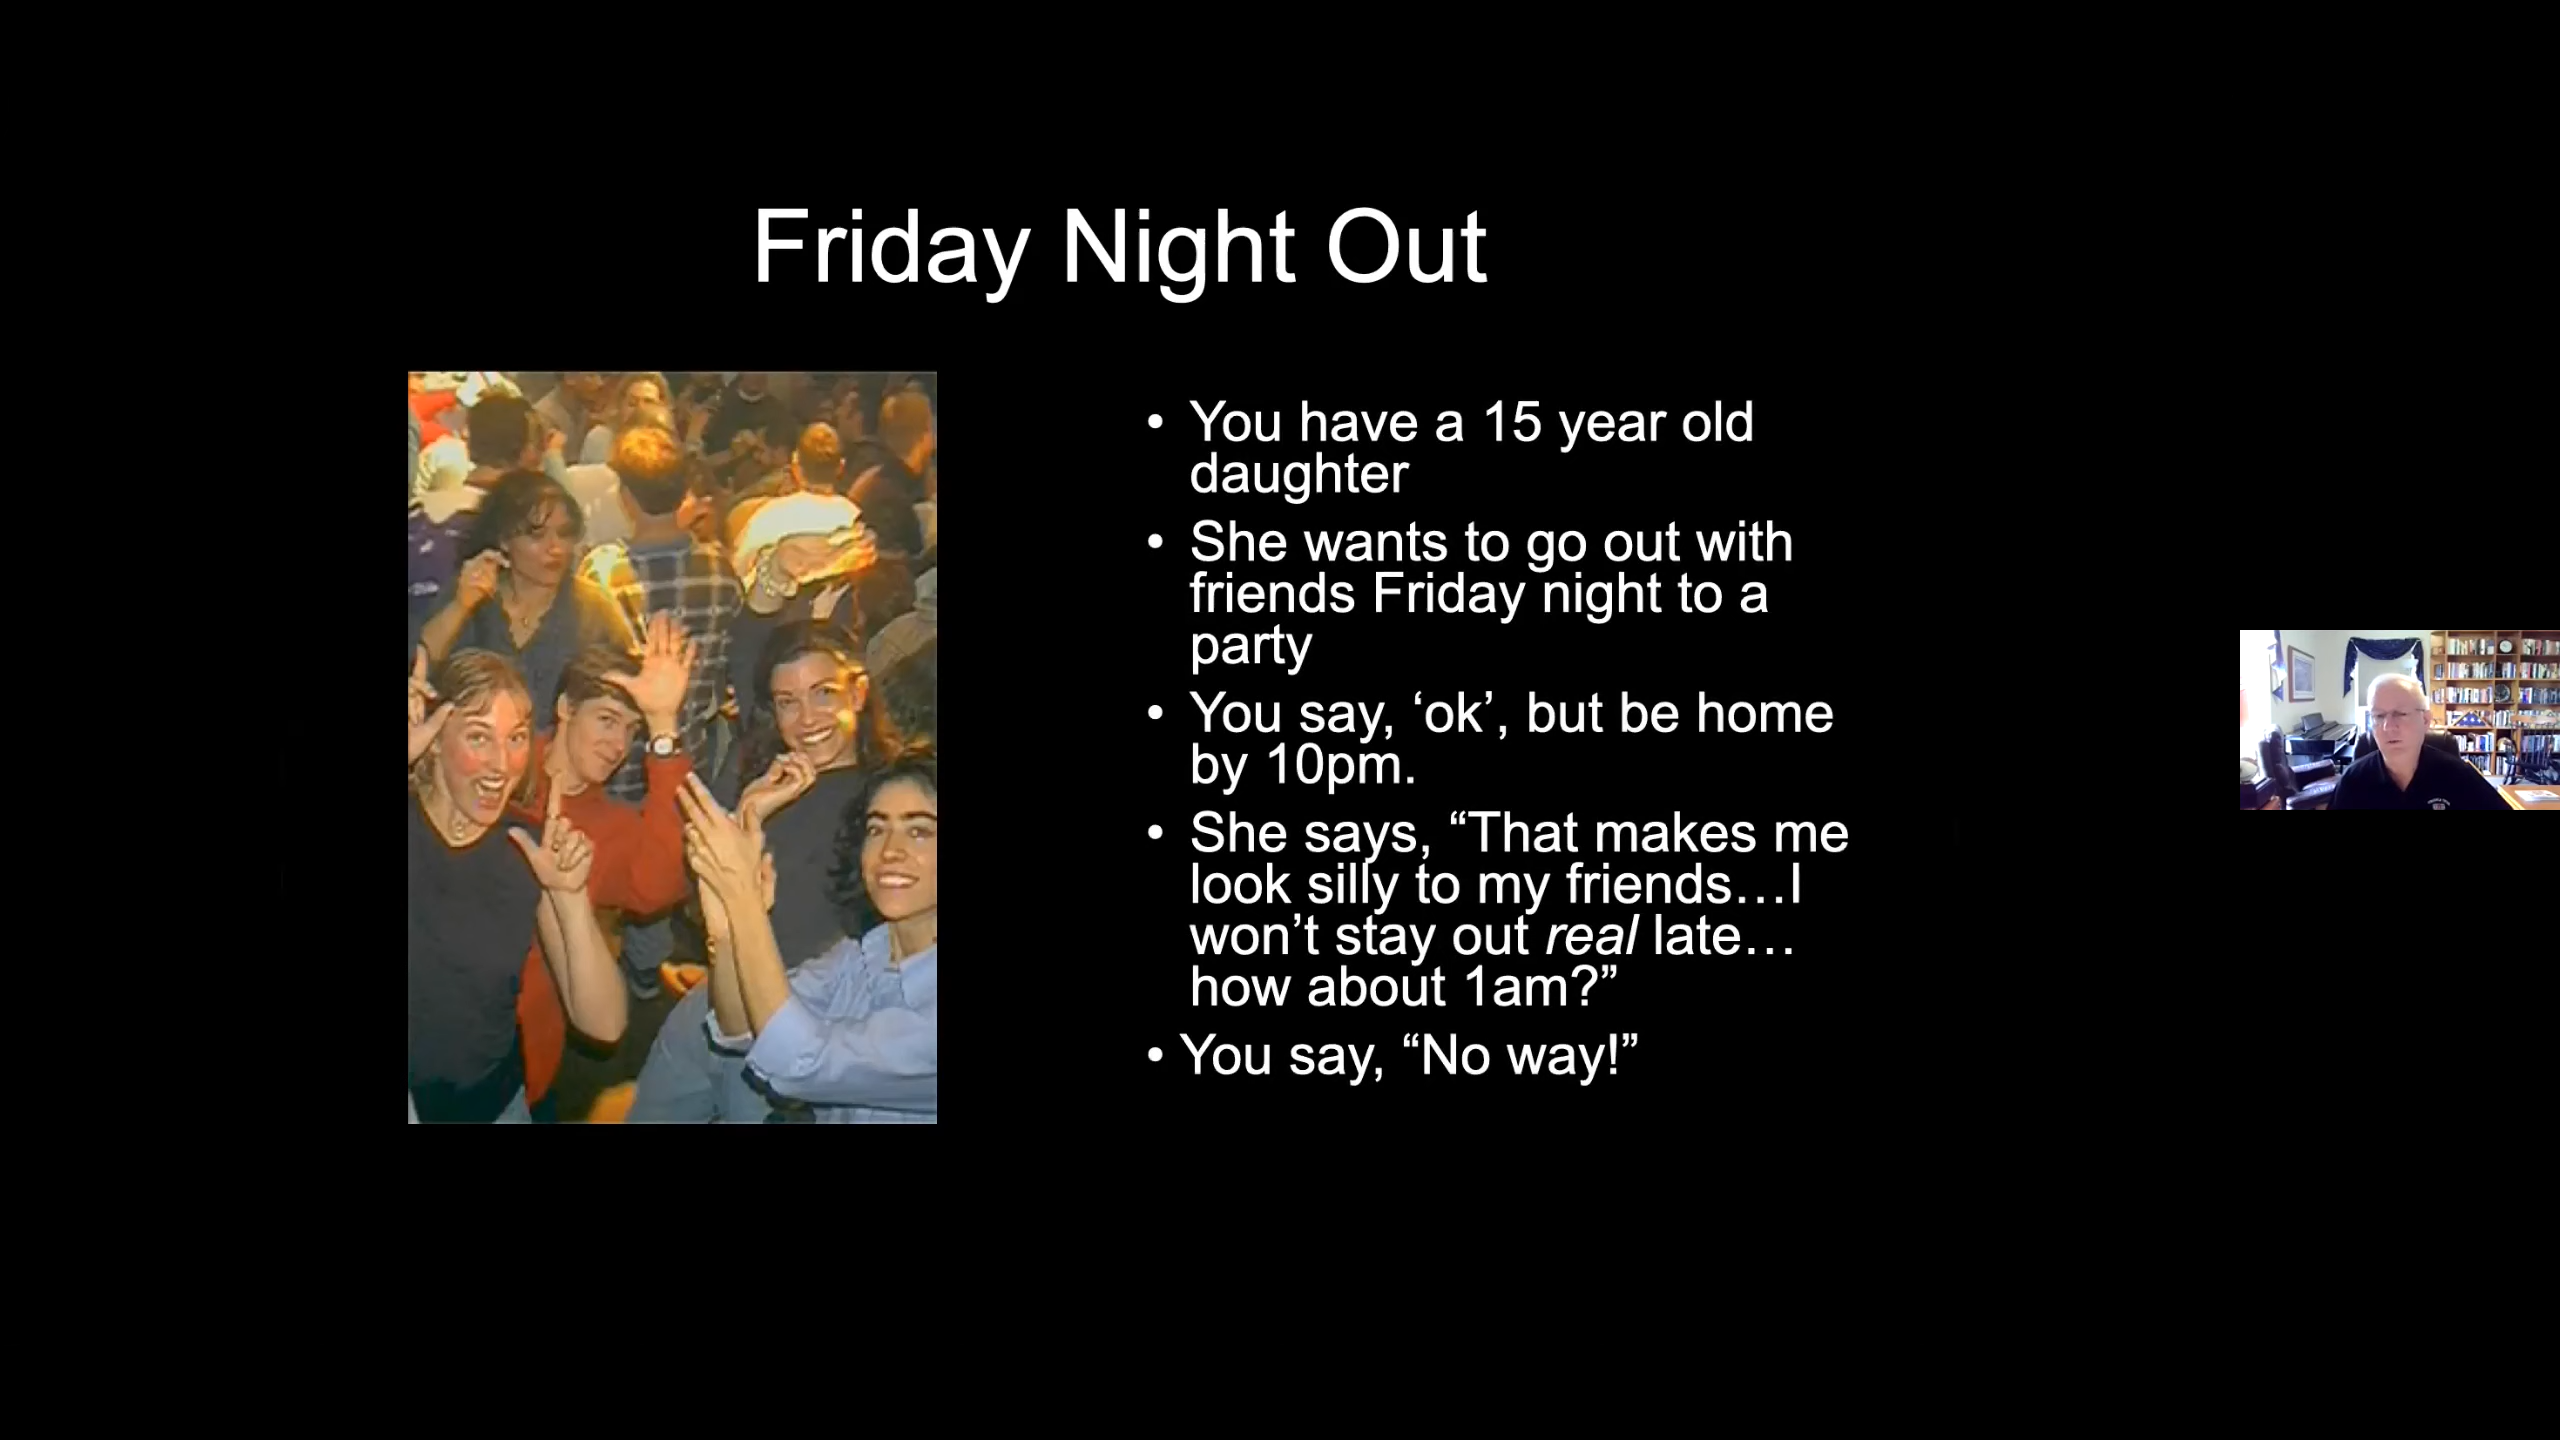 Friday Night Out
• You have a 15 year old
daughter
• She wants to go out with
friends Friday night to a
party
• You say, ‘ok’, but be home
by 10pm.
• She says, “That makes me
look silly to my friends…I
won’t stay out real late…
how about 1am?”
• You say, “No way!”